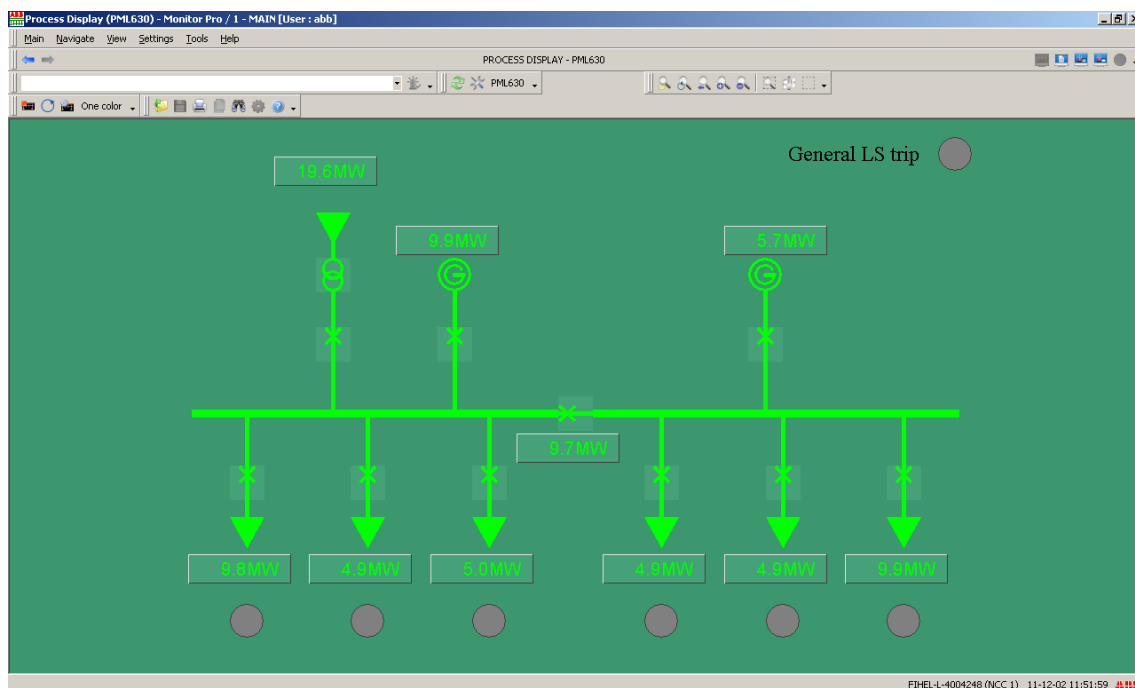 Process Display (PML630) - Monitor Pro / 1 - MAIN [User : abb]
Main Navigate View Settings Tools Help
PROCESS DISPLAY - PML630
PML630
One color
General LS trip
19.6MW
9.9MW
5.7MW
G
G
9.7MW
9.8MW
4.9MW
5.0MW
4.9MW
4.9MW
9.9MW
FIHEL-L-4004248 (NCC 1) 11-12-02 11:51:59 ABB